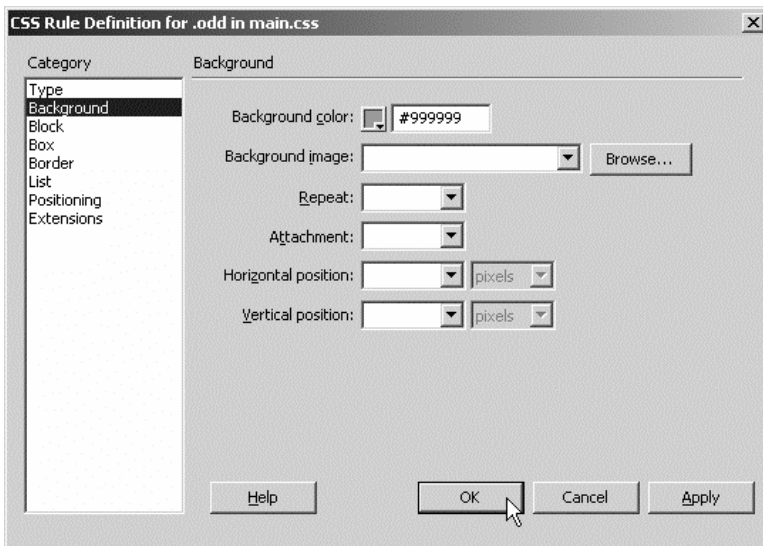 CSS Rule Definition for .odd in main.css
Category
Background
Type
Background
Block
Box
Border
List
Positioning
Extensions
Background color: #999999
Background image: Browse...
Repeat:
Attachment:
Horizontal position: pixels
Vertical position: pixels
Help OK Cancel Apply